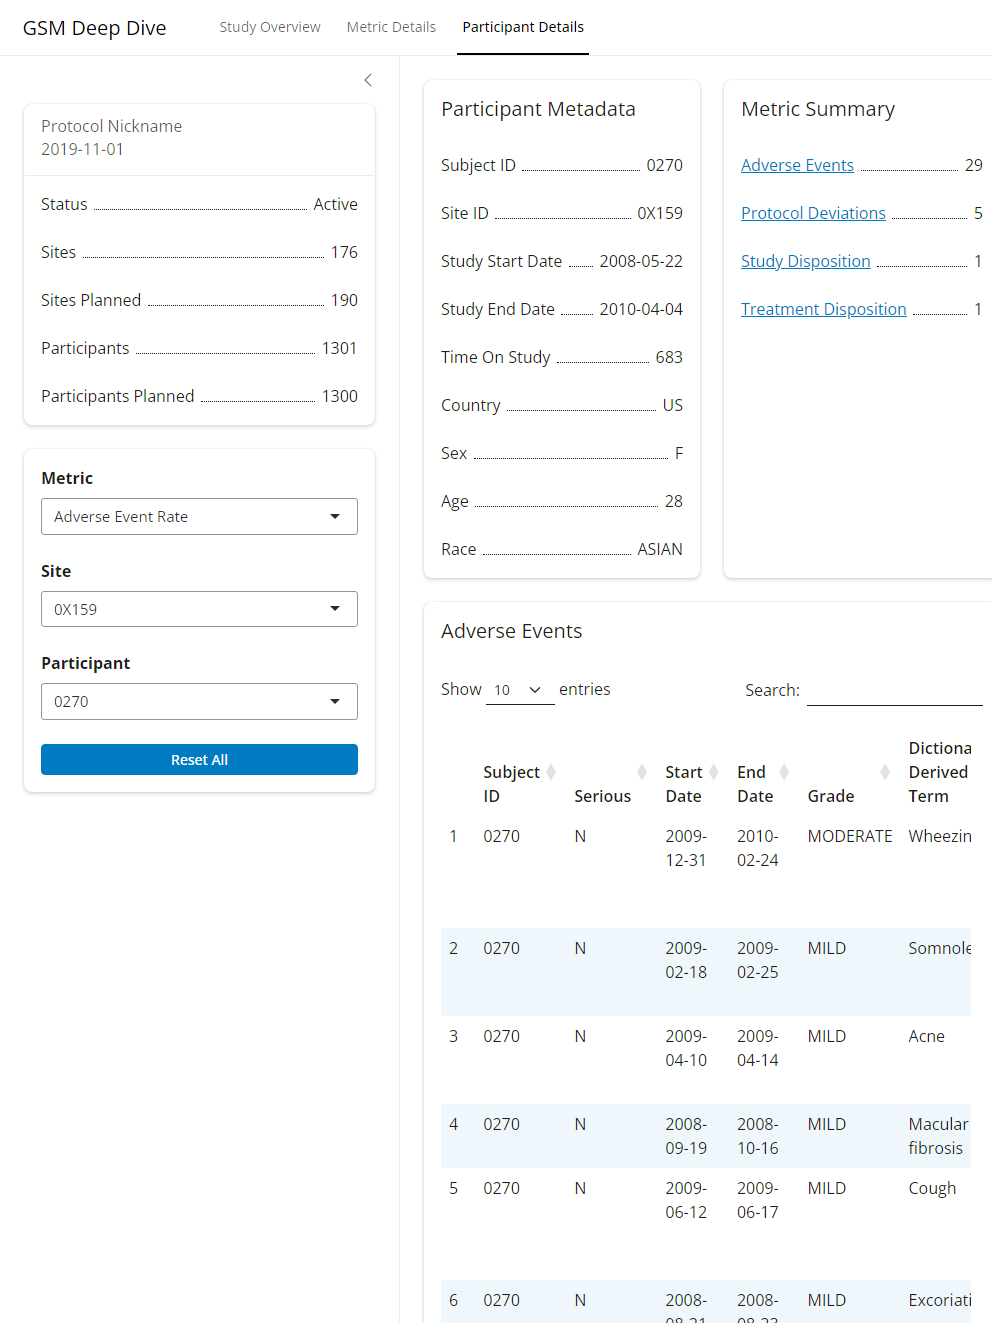 GSM Deep Dive
Study Overview
Metric Details
Participant Details
Protocol Nickname
2019-11-01
Status Active
Sites 176
Sites Planned 190
Participants 1301
Participants Planned 1300
Metric
Adverse Event Rate
Site
0X159
Participant
0270
Reset All
Participant Metadata
Subject ID 0270
Site ID 0X159
Study Start Date 2008-05-22
Study End Date 2010-04-04
Time On Study 683
Country US
Sex F
Age 28
Race ASIAN
Metric Summary
Adverse Events 29
Protocol Deviations 5
Study Disposition 1
Treatment Disposition 1
Adverse Events
Show 10 entries
Search:
Dictiona
Subject Start End Derived
ID Serious Date Date Grade Term
1 0270 N 2009- 2010- MODERATE Wheezin
12-31 02-24
2 0270 N 2009- 2009- MILD Somnole
02-18 02-25
3 0270 N 2009- 2009- MILD Acne
04-10 04-14
4 0270 N 2008- 2008- MILD Macular
09-19 10-16 fibrosis
5 0270 N 2009- 2009- MILD Cough
06-12 06-17
6 0270 N 2008- 2008- MILD Excoriati